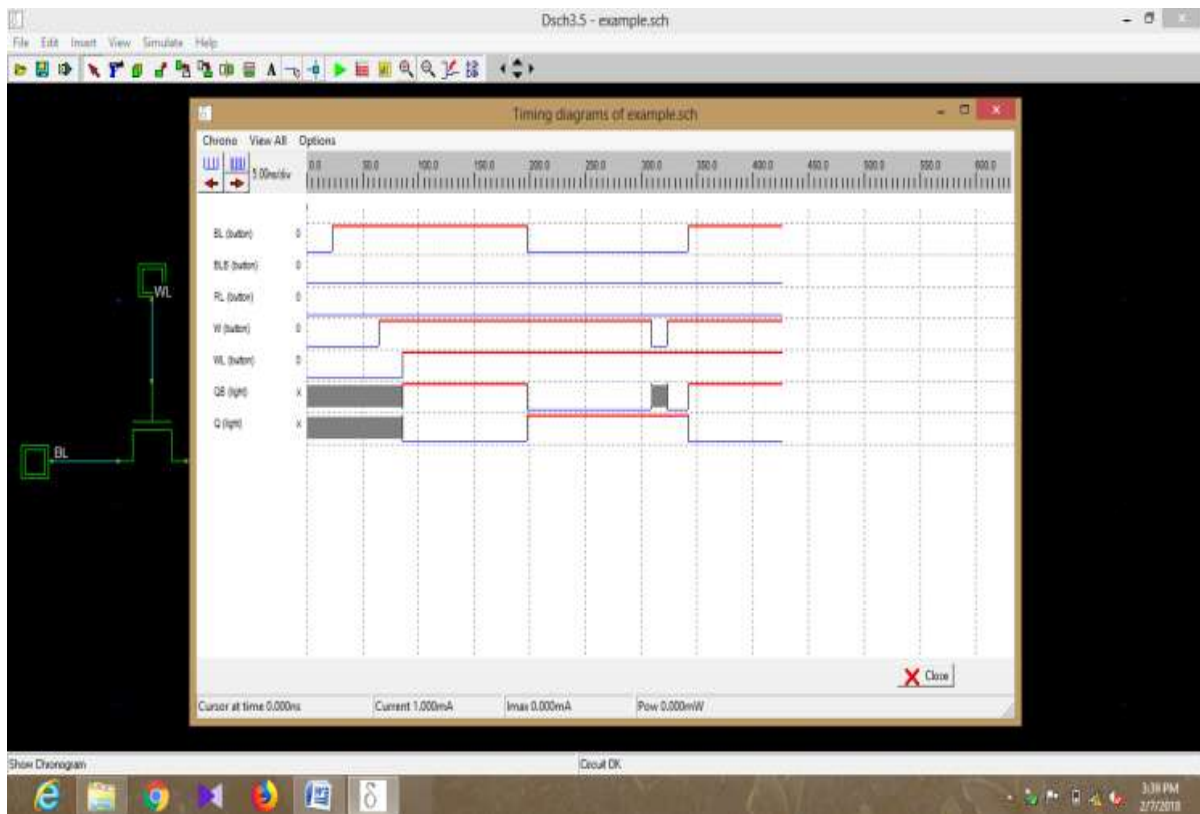 Dsch3.5 - example.sch
File Edit Insert View Simulate Help
Timing diagrams of example.sch
Chrono View All Options
5.00ns/div
0.0 50.0 100.0 150.0 200.0 250.0 300.0 350.0 400.0 450.0 500.0 550.0 600.0
BL (button) 0
BLB (button) 0
RL (button) 0
W (button) 0
WL (button) 0
QB (light) x
Q (light) x
WL
BL
Close
Cursor at time 0.000ns Current 1.000mA Imax 0.000mA Pow 0.000mW
Show Chronogram Circuit OK
3:39 PM
2/7/2018